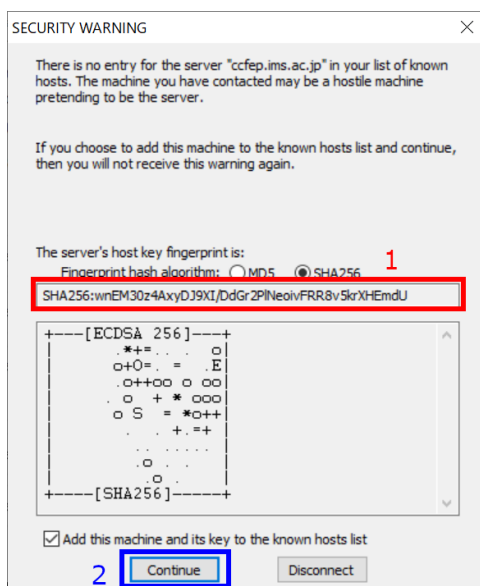 SECURITY WARNING
There is no entry for the server "ccfep.ims.ac.jp" in your list of known
hosts. The machine you have contacted may be a hostile machine
pretending to be the server.
If you choose to add this machine to the known hosts list and continue,
then you will not receive this warning again.
The server's host key fingerprint is:
1
Fingerprint hash algorithm: MD5 SHA256
SHA256:wnEM30z4AxyDJ9XI/DdGr2PlNeoivFRR8v5krXHEmdU
+---[ECDSA 256]---+
| .*+=.. . o|
| o+O=. = .E|
| .o++oo o oo|
| . o + * ooo|
| o S = *o++|
| . . +.=+ |
| .. ..... |
| .o . . |
| .o. |
+----[SHA256]-----+
Add this machine and its key to the known hosts list
2 Continue Disconnect